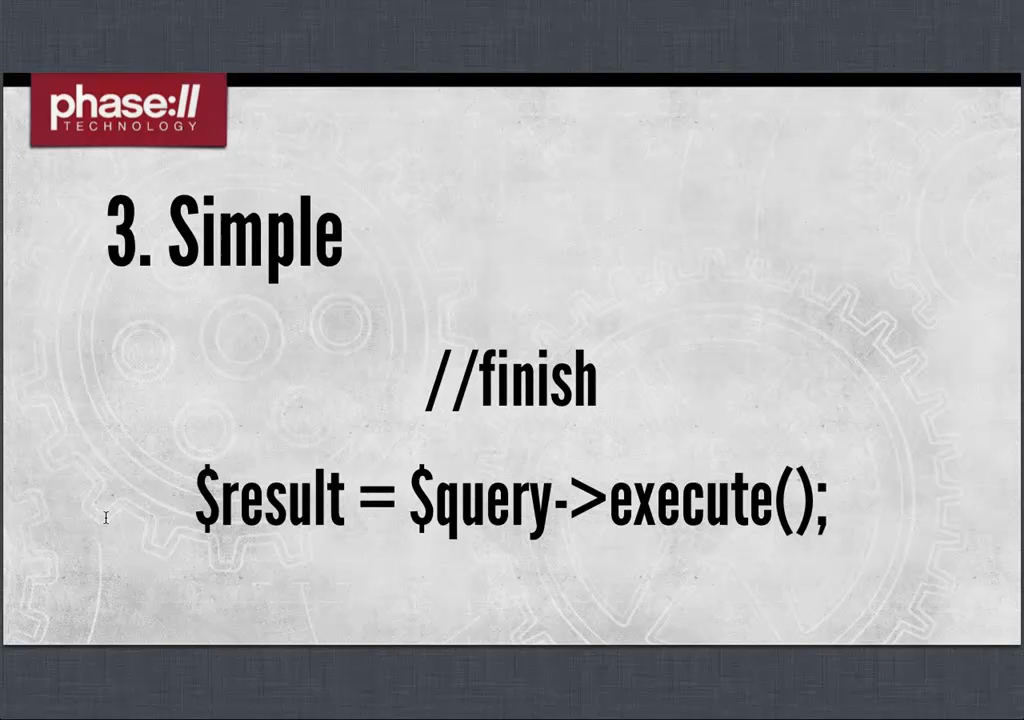 phase://
TECHNOLOGY
3. Simple
//finish
$result = $query->execute();